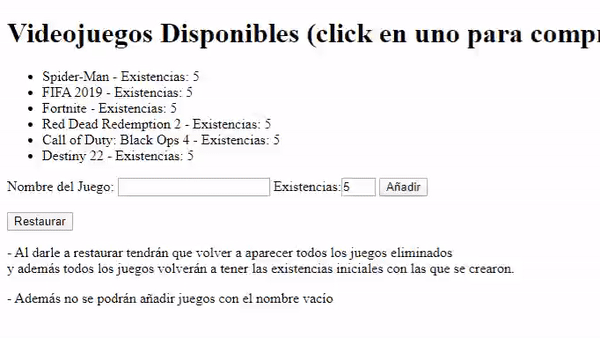 Videojuegos Disponibles (click en uno para
• Spider-Man - Existencias: 5
• FIFA 2019 - Existencias: 5
• Fortnite - Existencias: 5
• Red Dead Redemption 2 - Existencias: 5
• Call of Duty: Black Ops 4 - Existencias: 5
• Destiny 22 - Existencias: 5
Nombre del Juego: Existencias:5 Añadir
Restaurar
- Al darle a restaurar tendrán que volver a aparecer todos los juegos eliminados
y además todos los juegos volverán a tener las existencias iniciales con las que se crearon.
- Además no se podrán añadir juegos con el nombre vacío